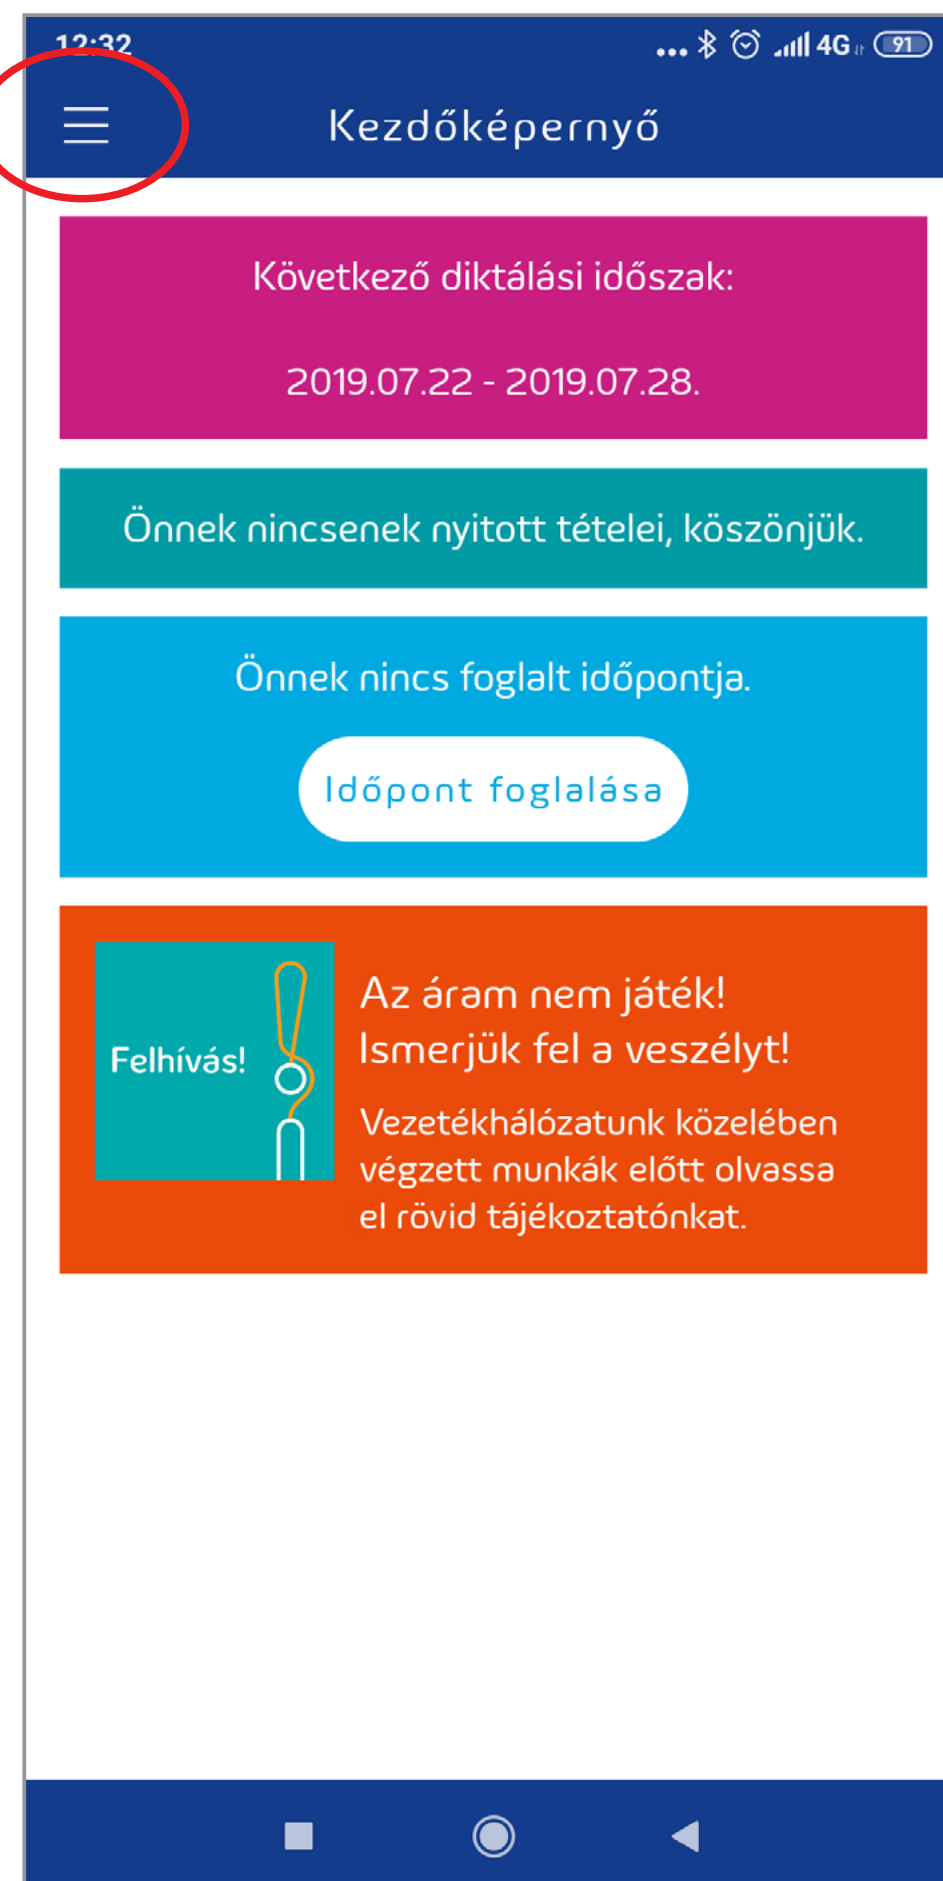 12:32
4G 91
Kezdőképernyő
Következő diktálási időszak:
2019.07.22 - 2019.07.28.
Önnek nincsenek nyitott tételei, köszönjük.
Önnek nincs foglalt időpontja.
Időpont foglalása
Felhívás!
Az áram nem játék!
Ismerjük fel a veszélyt!
Vezetékhálózatunk közelében
végzett munkák előtt olvassa
el rövid tájékoztatónkat.